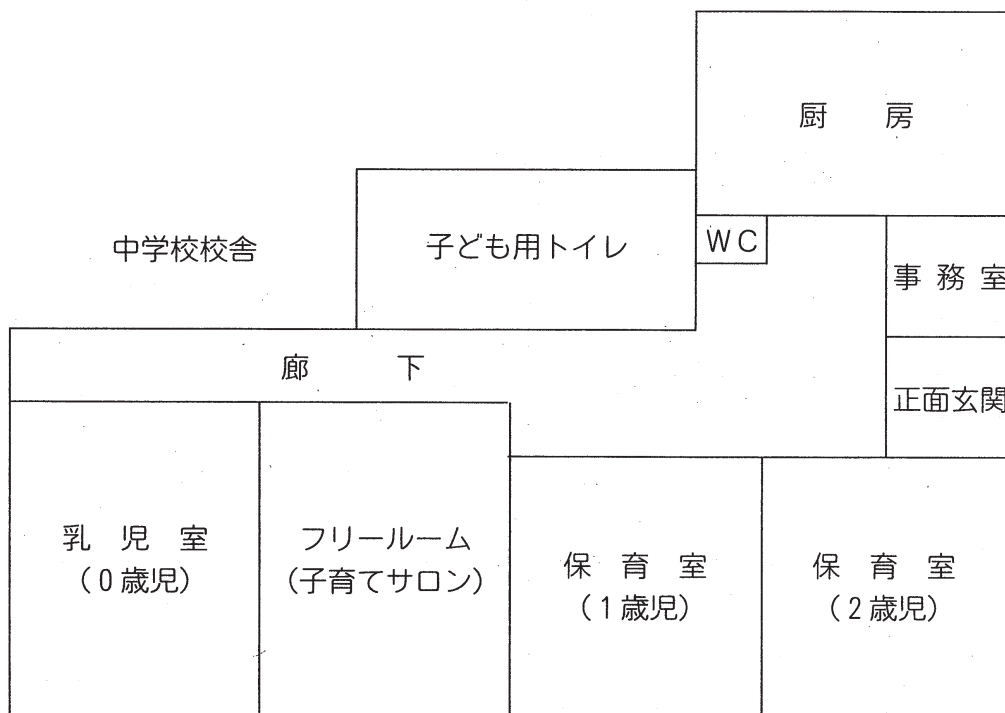 厨　房
中学校校舎
子ども用トイレ
ＷＣ
事 務 室
廊　　下
正面玄関
乳　児　室
（０歳児）
フリールーム
（子育てサロン）
保　育　室
（１歳児）
保　育　室
（２歳児）